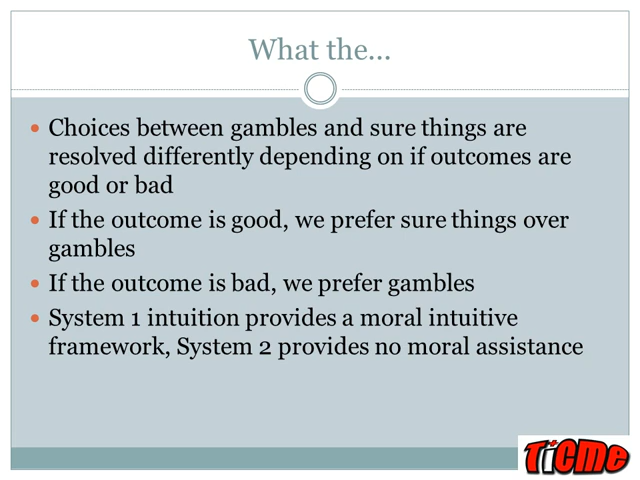 What the...
• Choices between gambles and sure things are
resolved differently depending on if outcomes are
good or bad
• If the outcome is good, we prefer sure things over
gambles
• If the outcome is bad, we prefer gambles
• System 1 intuition provides a moral intuitive
framework, System 2 provides no moral assistance
TiCMe